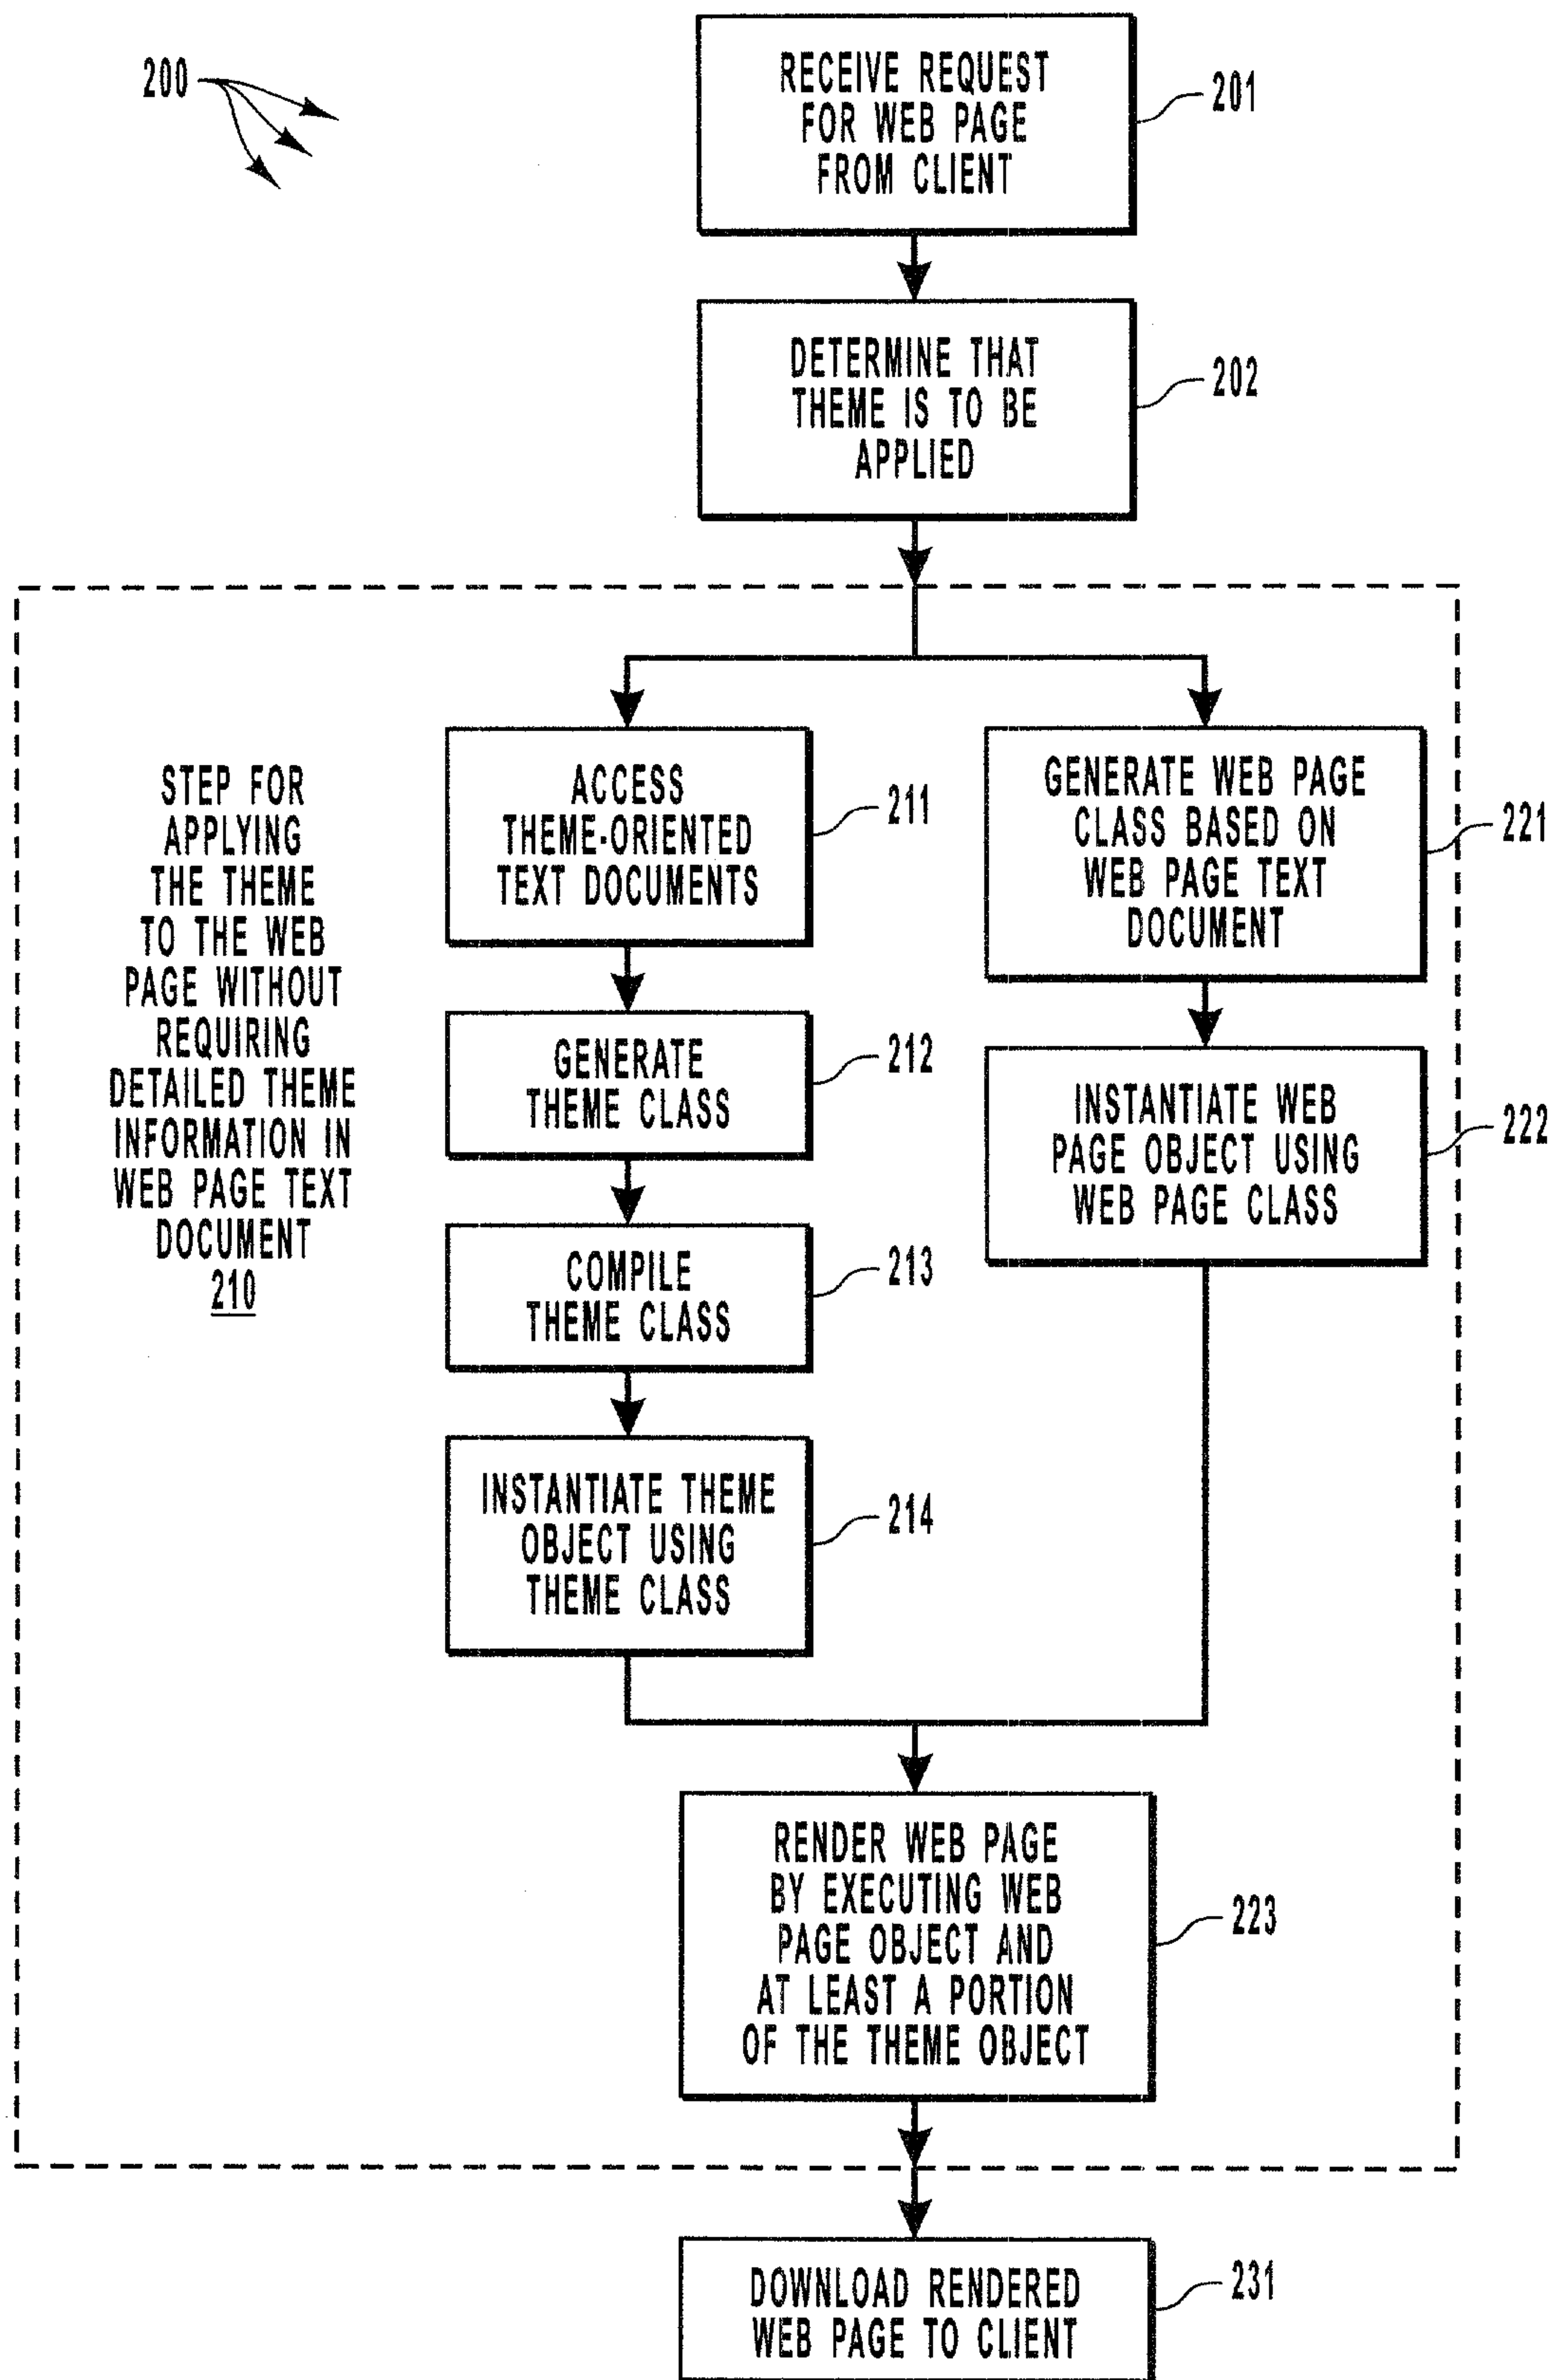 200
RECEIVE REQUEST
FOR WEB PAGE
FROM CLIENT
201
DETERMINE THAT
THEME IS TO BE
APPLIED
202
STEP FOR
APPLYING
THE THEME
TO THE WEB
PAGE WITHOUT
REQUIRING
DETAILED THEME
INFORMATION IN
WEB PAGE TEXT
DOCUMENT
210
ACCESS
THEME-ORIENTED
TEXT DOCUMENTS
211
GENERATE
THEME CLASS
212
COMPILE
THEME CLASS
213
INSTANTIATE THEME
OBJECT USING
THEME CLASS
214
GENERATE WEB PAGE
CLASS BASED ON
WEB PAGE TEXT
DOCUMENT
221
INSTANTIATE WEB
PAGE OBJECT USING
WEB PAGE CLASS
222
RENDER WEB PAGE
BY EXECUTING WEB
PAGE OBJECT AND
AT LEAST A PORTION
OF THE THEME OBJECT
223
DOWNLOAD RENDERED
WEB PAGE TO CLIENT
231